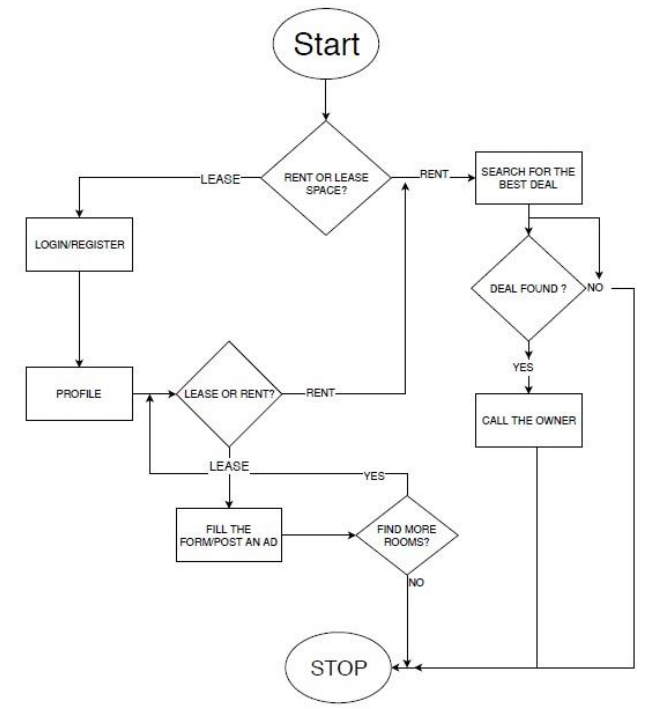 Start
RENT OR LEASE
SPACE?
LEASE
RENT
SEARCH FOR THE
BEST DEAL
LOGIN/REGISTER
DEAL FOUND ?
NO
YES
PROFILE
LEASE OR RENT?
RENT
CALL THE OWNER
LEASE
YES
FILL THE
FORM/POST AN AD
FIND MORE
ROOMS?
NO
STOP